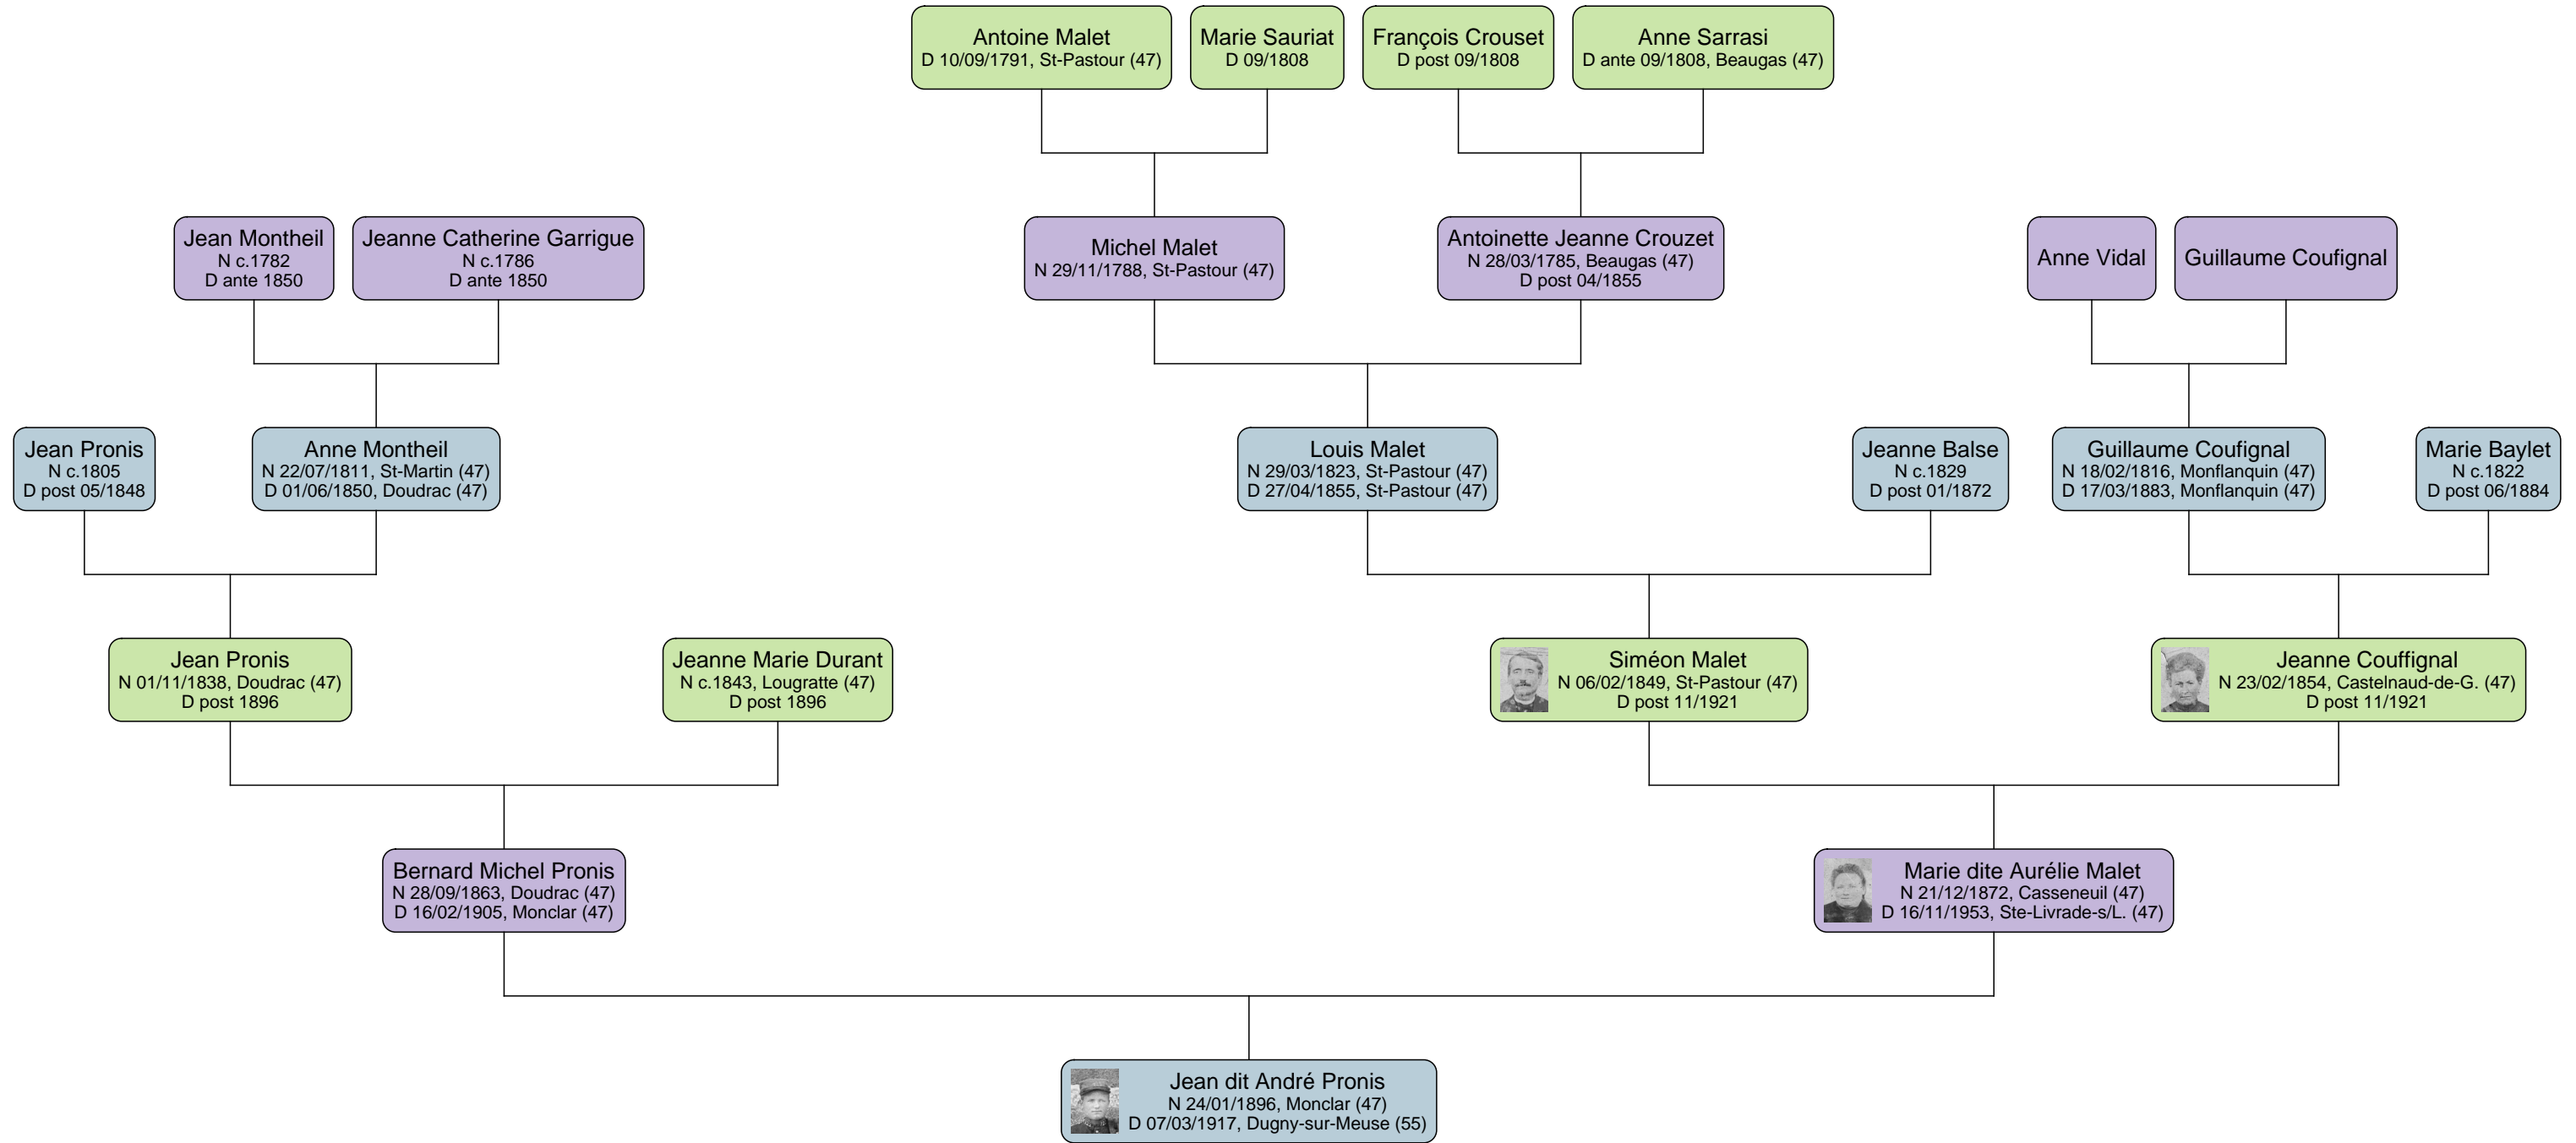 Antoine Malet
D 10/09/1791, St-Pastour (47)
Marie Sauriat
D 09/1808
François Crouset
D post 09/1808
Anne Sarrasi
D ante 09/1808, Beaugas (47)
Jean Montheil
N c.1782
D ante 1850
Jeanne Catherine Garrigue
N c.1786
D ante 1850
Michel Malet
N 29/11/1788, St-Pastour (47)
Antoinette Jeanne Crouzet
N 28/03/1785, Beaugas (47)
D post 04/1855
Anne Vidal
Guillaume Coufignal
Jean Pronis
N c.1805
D post 05/1848
Anne Montheil
N 22/07/1811, St-Martin (47)
D 01/06/1850, Doudrac (47)
Louis Malet
N 29/03/1823, St-Pastour (47)
D 27/04/1855, St-Pastour (47)
Jeanne Balse
N c.1829
D post 01/1872
Guillaume Coufignal
N 18/02/1816, Monflanquin (47)
D 17/03/1883, Monflanquin (47)
Marie Baylet
N c.1822
D post 06/1884
Jean Pronis
N 01/11/1838, Doudrac (47)
D post 1896
Jeanne Marie Durant
N c.1843, Lougratte (47)
D post 1896
Siméon Malet
N 06/02/1849, St-Pastour (47)
D post 11/1921
Jeanne Couffignal
N 23/02/1854, Castelnaud-de-G. (47)
D post 11/1921
Bernard Michel Pronis
N 28/09/1863, Doudrac (47)
D 16/02/1905, Monclar (47)
Marie dite Aurélie Malet
N 21/12/1872, Casseneuil (47)
D 16/11/1953, Ste-Livrade-s/L. (47)
Jean dit André Pronis
N 24/01/1896, Monclar (47)
D 07/03/1917, Dugny-sur-Meuse (55)